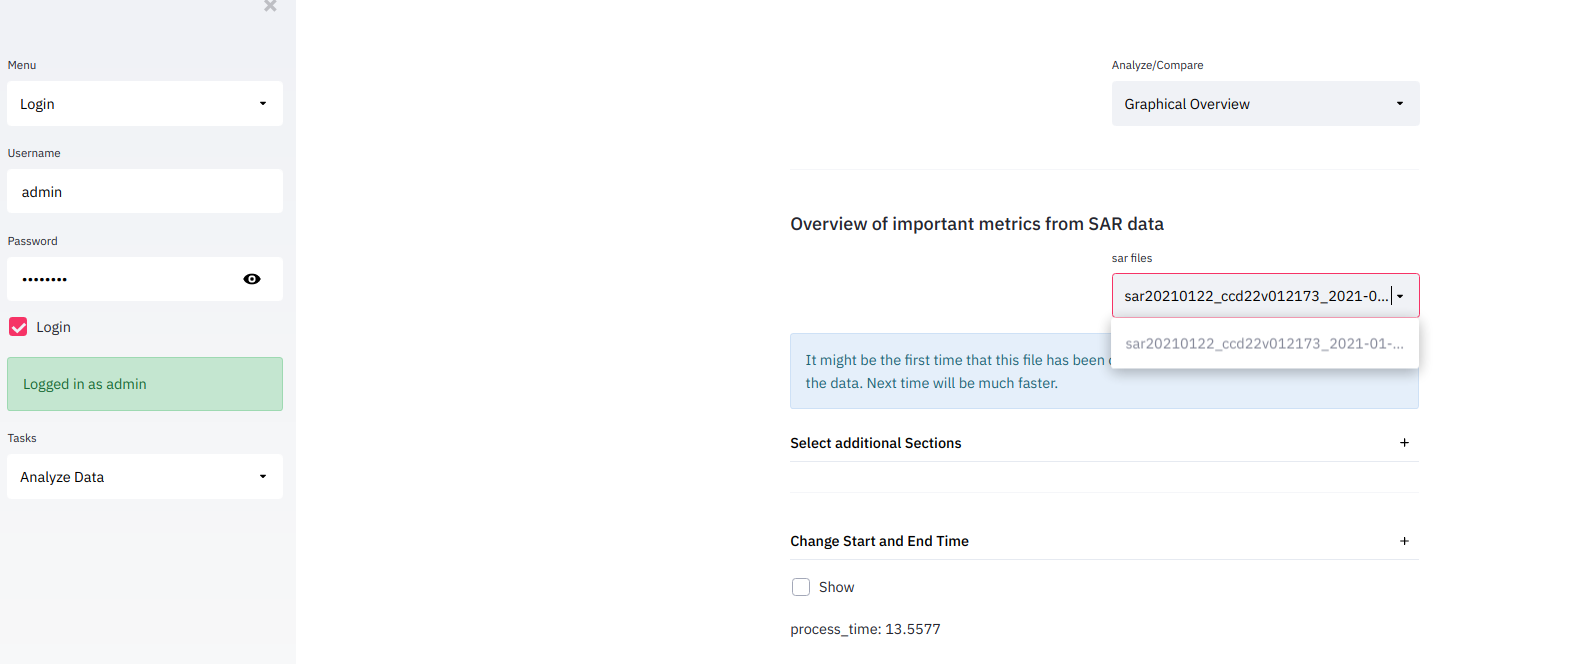 Menu
Login
Username
admin
Password
Login
Logged in as admin
Tasks
Analyze Data
Analyze/Compare
Graphical Overview
Overview of important metrics from SAR data
sar files
sar20210122_ccd22v012173_2021-0...
sar20210122_ccd22v012173_2021-01-...
It might be the first time that this file has been
the data. Next time will be much faster.
Select additional Sections +
Change Start and End Time +
Show
process_time: 13.5577